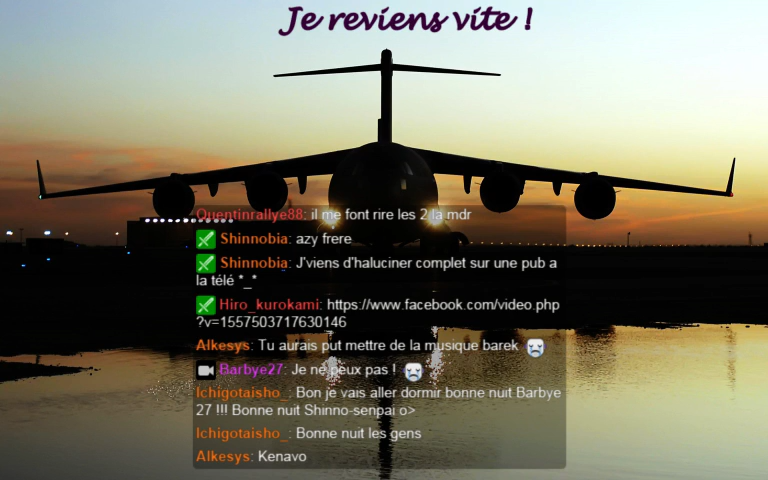 Je reviens vite !
Quentinrallye88: il me font rire les 2 la mdr
Shinnobia: azy frere
Shinnobia: J'viens d'haluciner complet sur une pub a
la télé *_*
Hiro_kurokami: https://www.facebook.com/video.php
?v=1557503717630146
Alkesys: Tu aurais put mettre de la musique barek
Barbye27: Je ne peux pas !
Ichigotaisho_: Bon je vais aller dormir bonne nuit Barbye
27 !!! Bonne nuit Shinno-senpai o>
Ichigotaisho_: Bonne nuit les gens
Alkesys: Kenavo